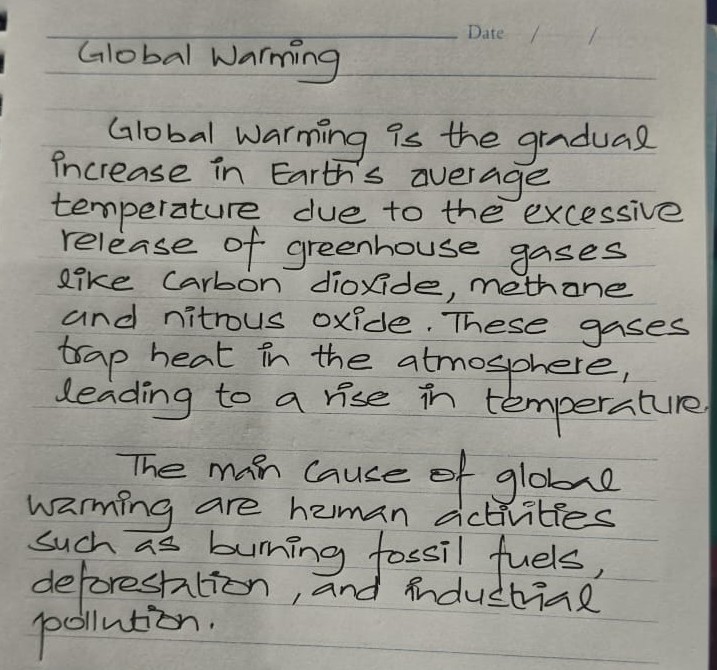 Date / /
Global Warming
Global Warming is the gradual
increase in Earth's average
temperature due to the excessive
release of greenhouse gases
like Carbon dioxide, methane
and nitrous oxide. These gases
trap heat in the atmosphere,
leading to a rise in temperature.
The main cause of global
warming are human activities
such as burning fossil fuels,
deforestation, and industrial
pollution.